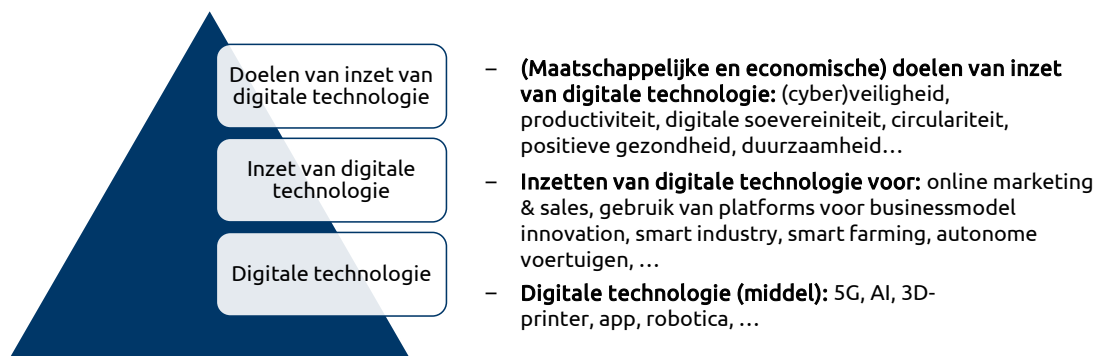 Doelen van inzet van
digitale technologie
Inzet van digitale
technologie
Digitale technologie
– (Maatschappelijke en economische) doelen van inzet
van digitale technologie: (cyber)veiligheid,
productiviteit, digitale soevereiniteit, circulariteit,
positieve gezondheid, duurzaamheid…
– Inzetten van digitale technologie voor: online marketing
& sales, gebruik van platforms voor businessmodel
innovation, smart industry, smart farming, autonome
voertuigen, …
– Digitale technologie (middel): 5G, AI, 3D-
printer, app, robotica, …